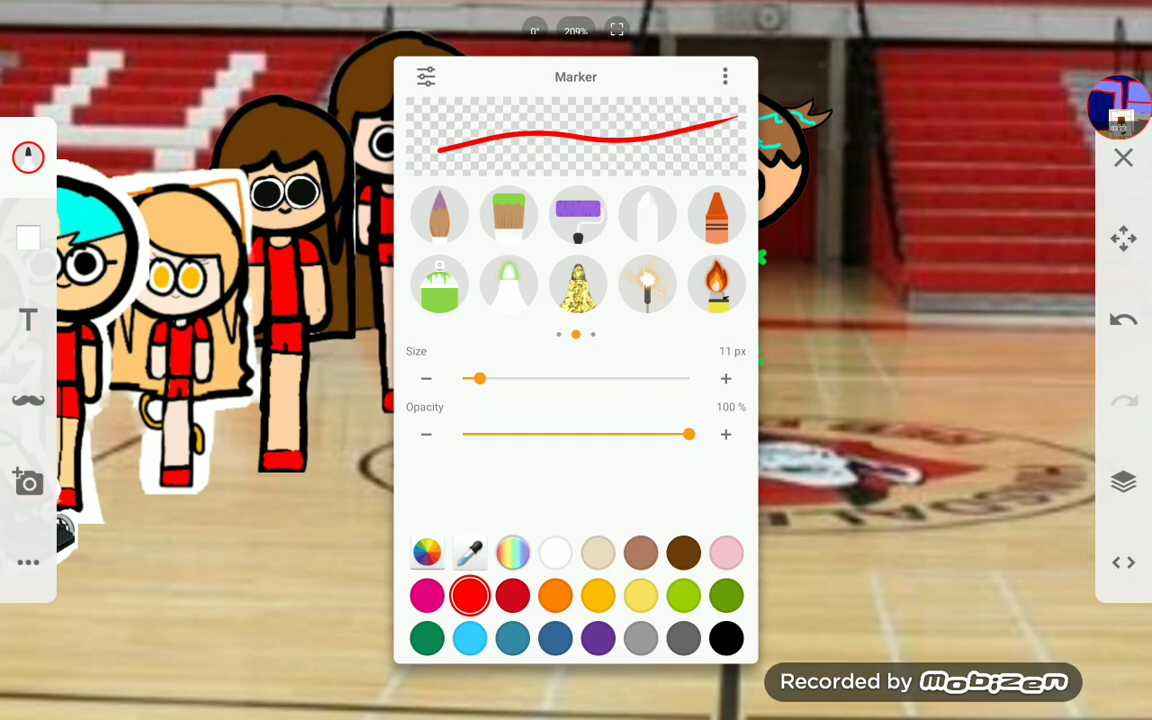 0°
209%
Marker
Size
11 px
Opacity
100 %
T
Recorded by mobizen